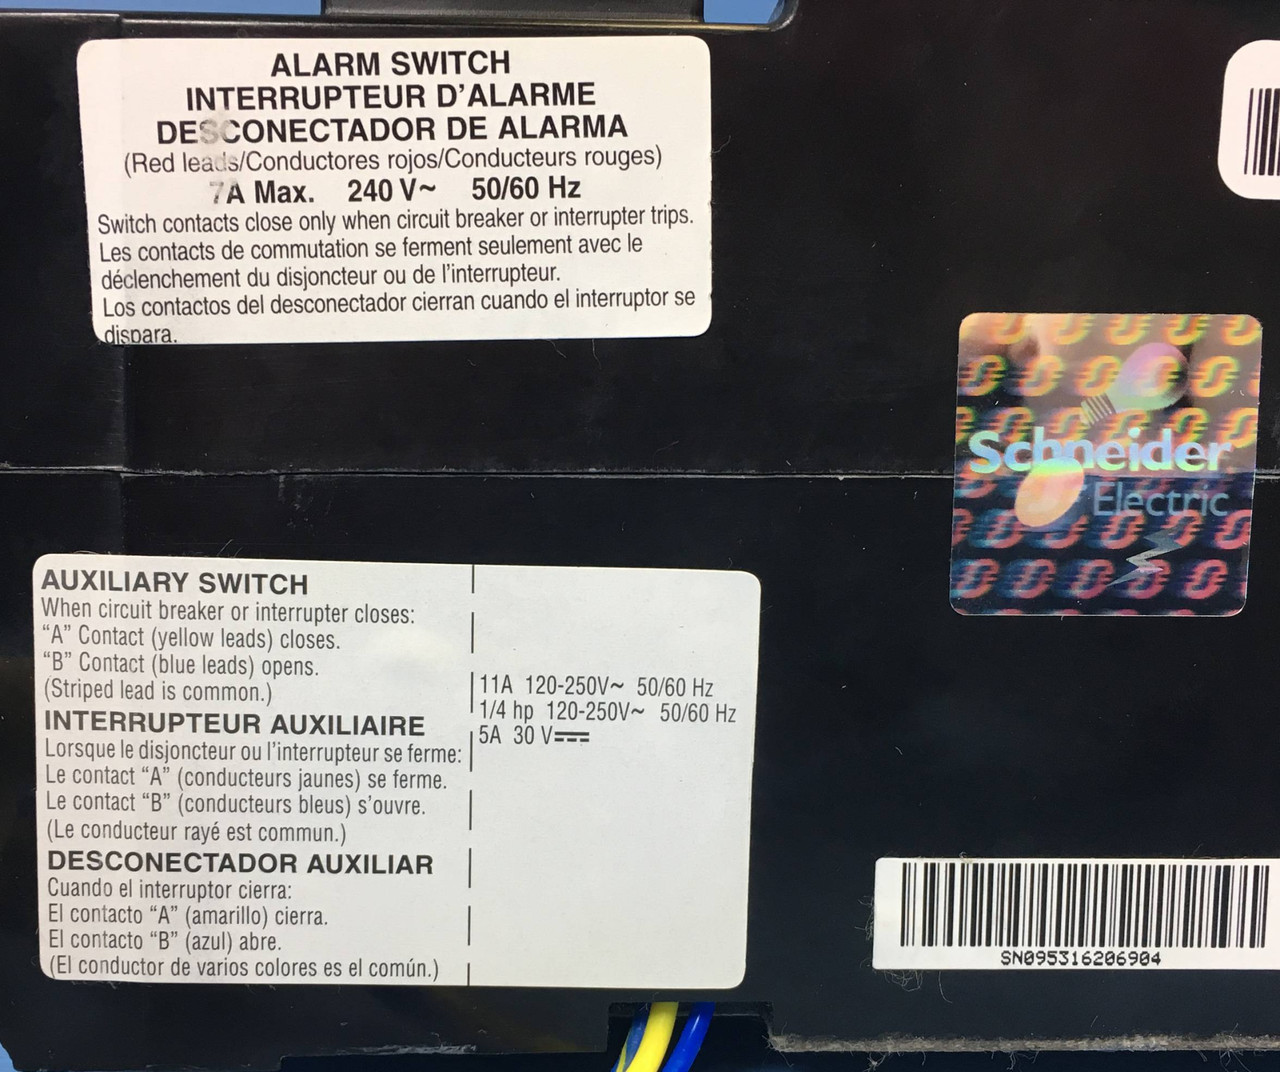 ALARM SWITCH
INTERRUPTEUR D'ALARME
DESCONECTADOR DE ALARMA
(Red leads/Conductores rojos/Conducteurs rouges)
7A Max. 240 V~ 50/60 Hz
Switch contacts close only when circuit breaker or interrupter trips.
Les contacts de commutation se ferment seulement avec le
déclenchement du disjoncteur ou de l'interrupteur.
Los contactos del desconectador cierran cuando el interruptor se
dispara.
Schneider
Electric
AUXILIARY SWITCH
When circuit breaker or interrupter closes:
“A” Contact (yellow leads) closes.
“B” Contact (blue leads) opens.
(Striped lead is common.)
INTERRUPTEUR AUXILIAIRE
Lorsque le disjoncteur ou l'interrupteur se ferme:
Le contact “A” (conducteurs jaunes) se ferme.
Le contact “B” (conducteurs bleus) s'ouvre.
(Le conducteur rayé est commun.)
DESCONECTADOR AUXILIAR
Cuando el interruptor cierra:
El contacto “A” (amarillo) cierra.
El contacto “B” (azul) abre.
(El conductor de varios colores es el común.)
11A 120-250V~ 50/60 Hz
1/4 hp 120-250V~ 50/60 Hz
5A 30 V⎓
SN095316206904